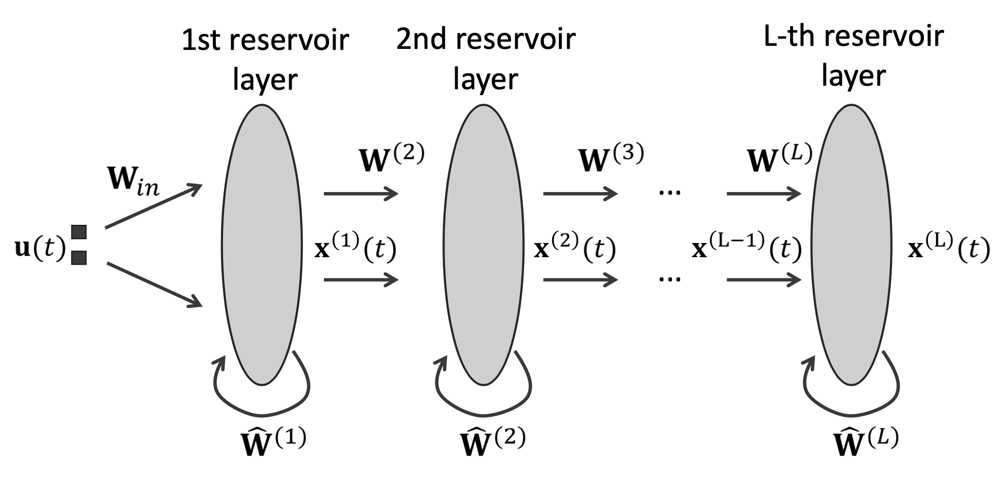 1st reservoir
layer
2nd reservoir
layer
L-th reservoir
layer
W_in
W^(2)
W^(3)
W^(L)
...
u(t)
x^(1)(t)
x^(2)(t)
x^(L−1)(t)
x^(L)(t)
...
Ŵ^(1)
Ŵ^(2)
Ŵ^(L)